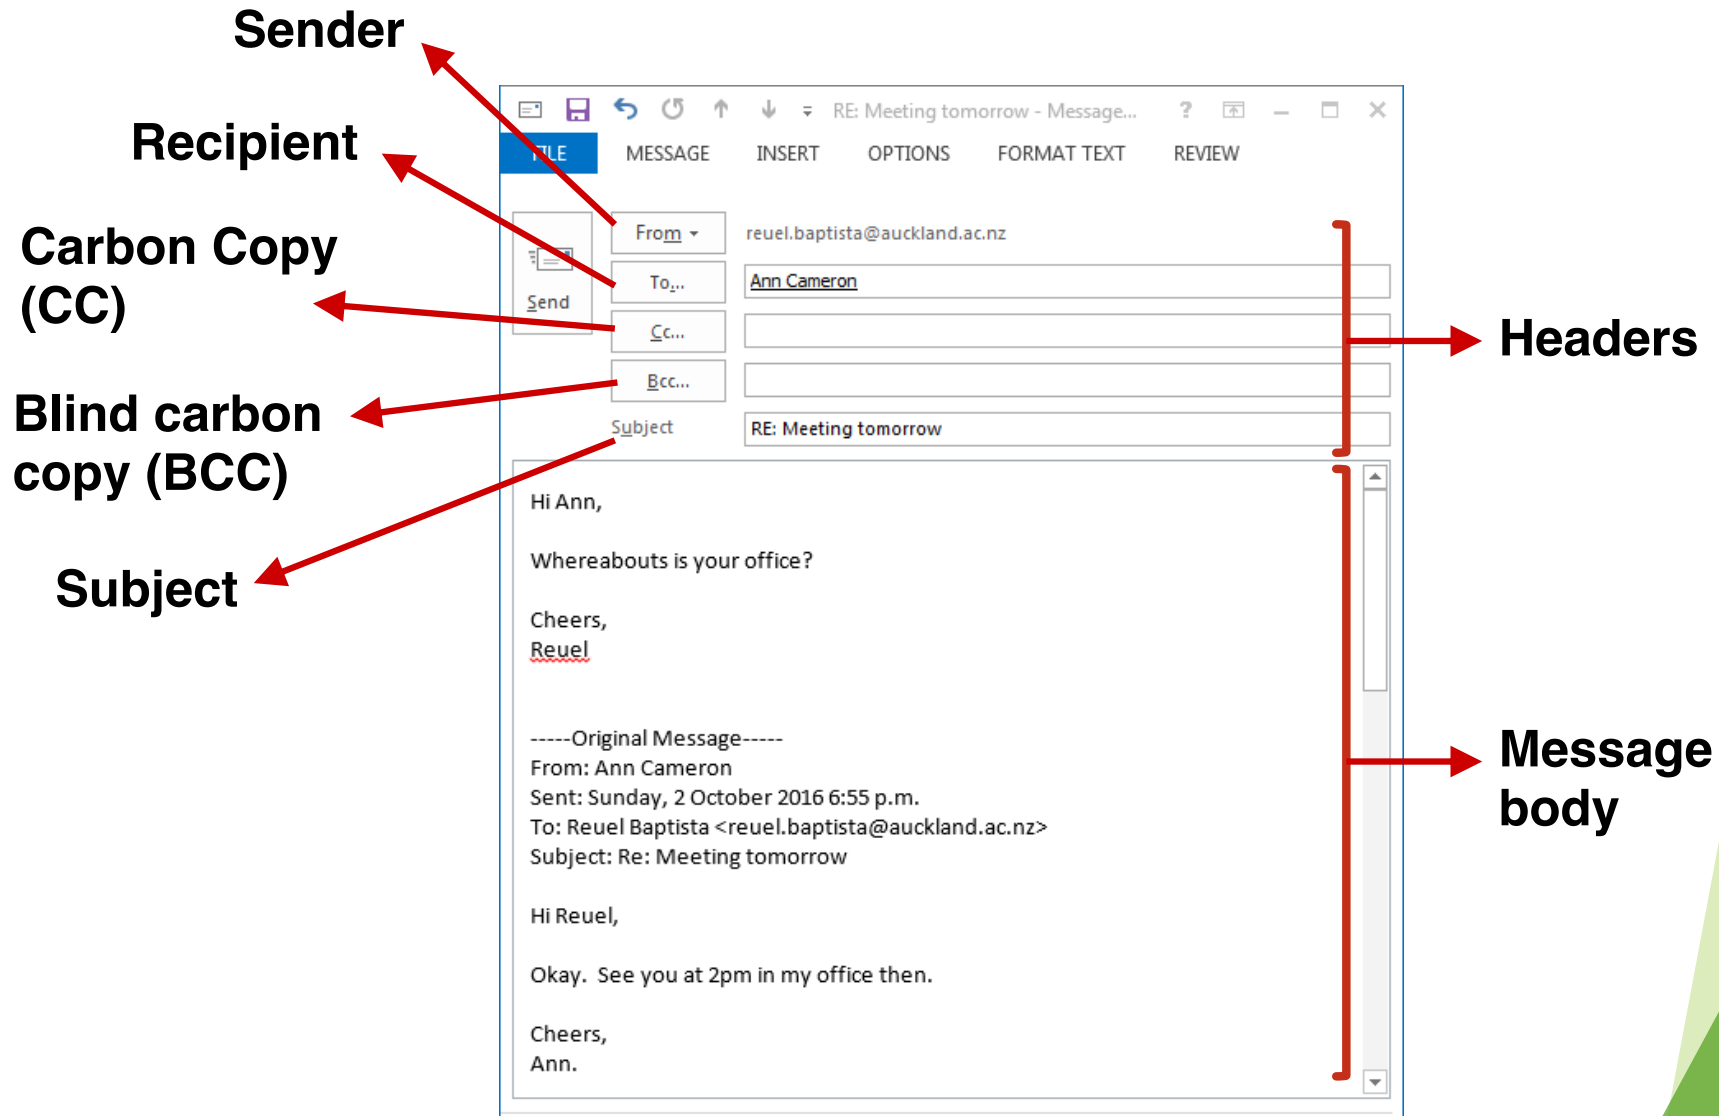 Sender
RE: Meeting tomorrow - Message...
?
Recipient
FILE MESSAGE INSERT OPTIONS FORMAT TEXT REVIEW
Carbon Copy
(CC)
Send
From
reuel.baptista@auckland.ac.nz
To...
Ann Cameron
Cc...
Headers
Blind carbon
copy (BCC)
Bcc...
Subject
RE: Meeting tomorrow
Subject
Hi Ann,
Whereabouts is your office?
Cheers,
Reuel
-----Original Message-----
From: Ann Cameron
Sent: Sunday, 2 October 2016 6:55 p.m.
To: Reuel Baptista <reuel.baptista@auckland.ac.nz>
Subject: Re: Meeting tomorrow
Hi Reuel,
Okay.  See you at 2pm in my office then.
Cheers,
Ann.
Message
body